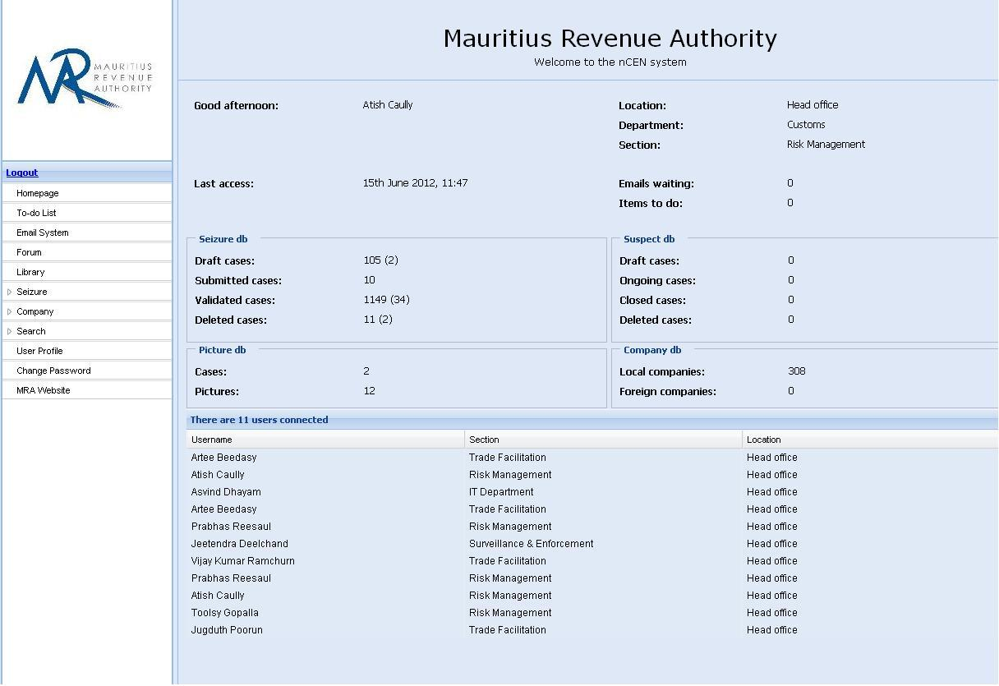 MAURITIUS
REVENUE
AUTHORITY
Logout
Homepage
To-do List
Email System
Forum
Library
Seizure
Company
Search
User Profile
Change Password
MRA Website
Mauritius Revenue Authority
Welcome to the nCEN system
Good afternoon: Atish Caully Location: Head office
Department: Customs
Section: Risk Management
Last access: 15th June 2012, 11:47 Emails waiting: 0
Items to do: 0
Seizure db
Draft cases: 105 (2)
Submitted cases: 10
Validated cases: 1149 (34)
Deleted cases: 11 (2)
Suspect db
Draft cases: 0
Ongoing cases: 0
Closed cases: 0
Deleted cases: 0
Picture db
Cases: 2
Pictures: 12
Company db
Local companies: 308
Foreign companies: 0
There are 11 users connected
Username Section Location
Artee Beedasy Trade Facilitation Head office
Atish Caully Risk Management Head office
Asvind Dhayam IT Department Head office
Artee Beedasy Trade Facilitation Head office
Prabhas Reesaul Risk Management Head office
Jeetendra Deelchand Surveillance & Enforcement Head office
Vijay Kumar Ramchurn Trade Facilitation Head office
Prabhas Reesaul Risk Management Head office
Atish Caully Risk Management Head office
Toolsy Gopalla Risk Management Head office
Jugduth Poorun Trade Facilitation Head office